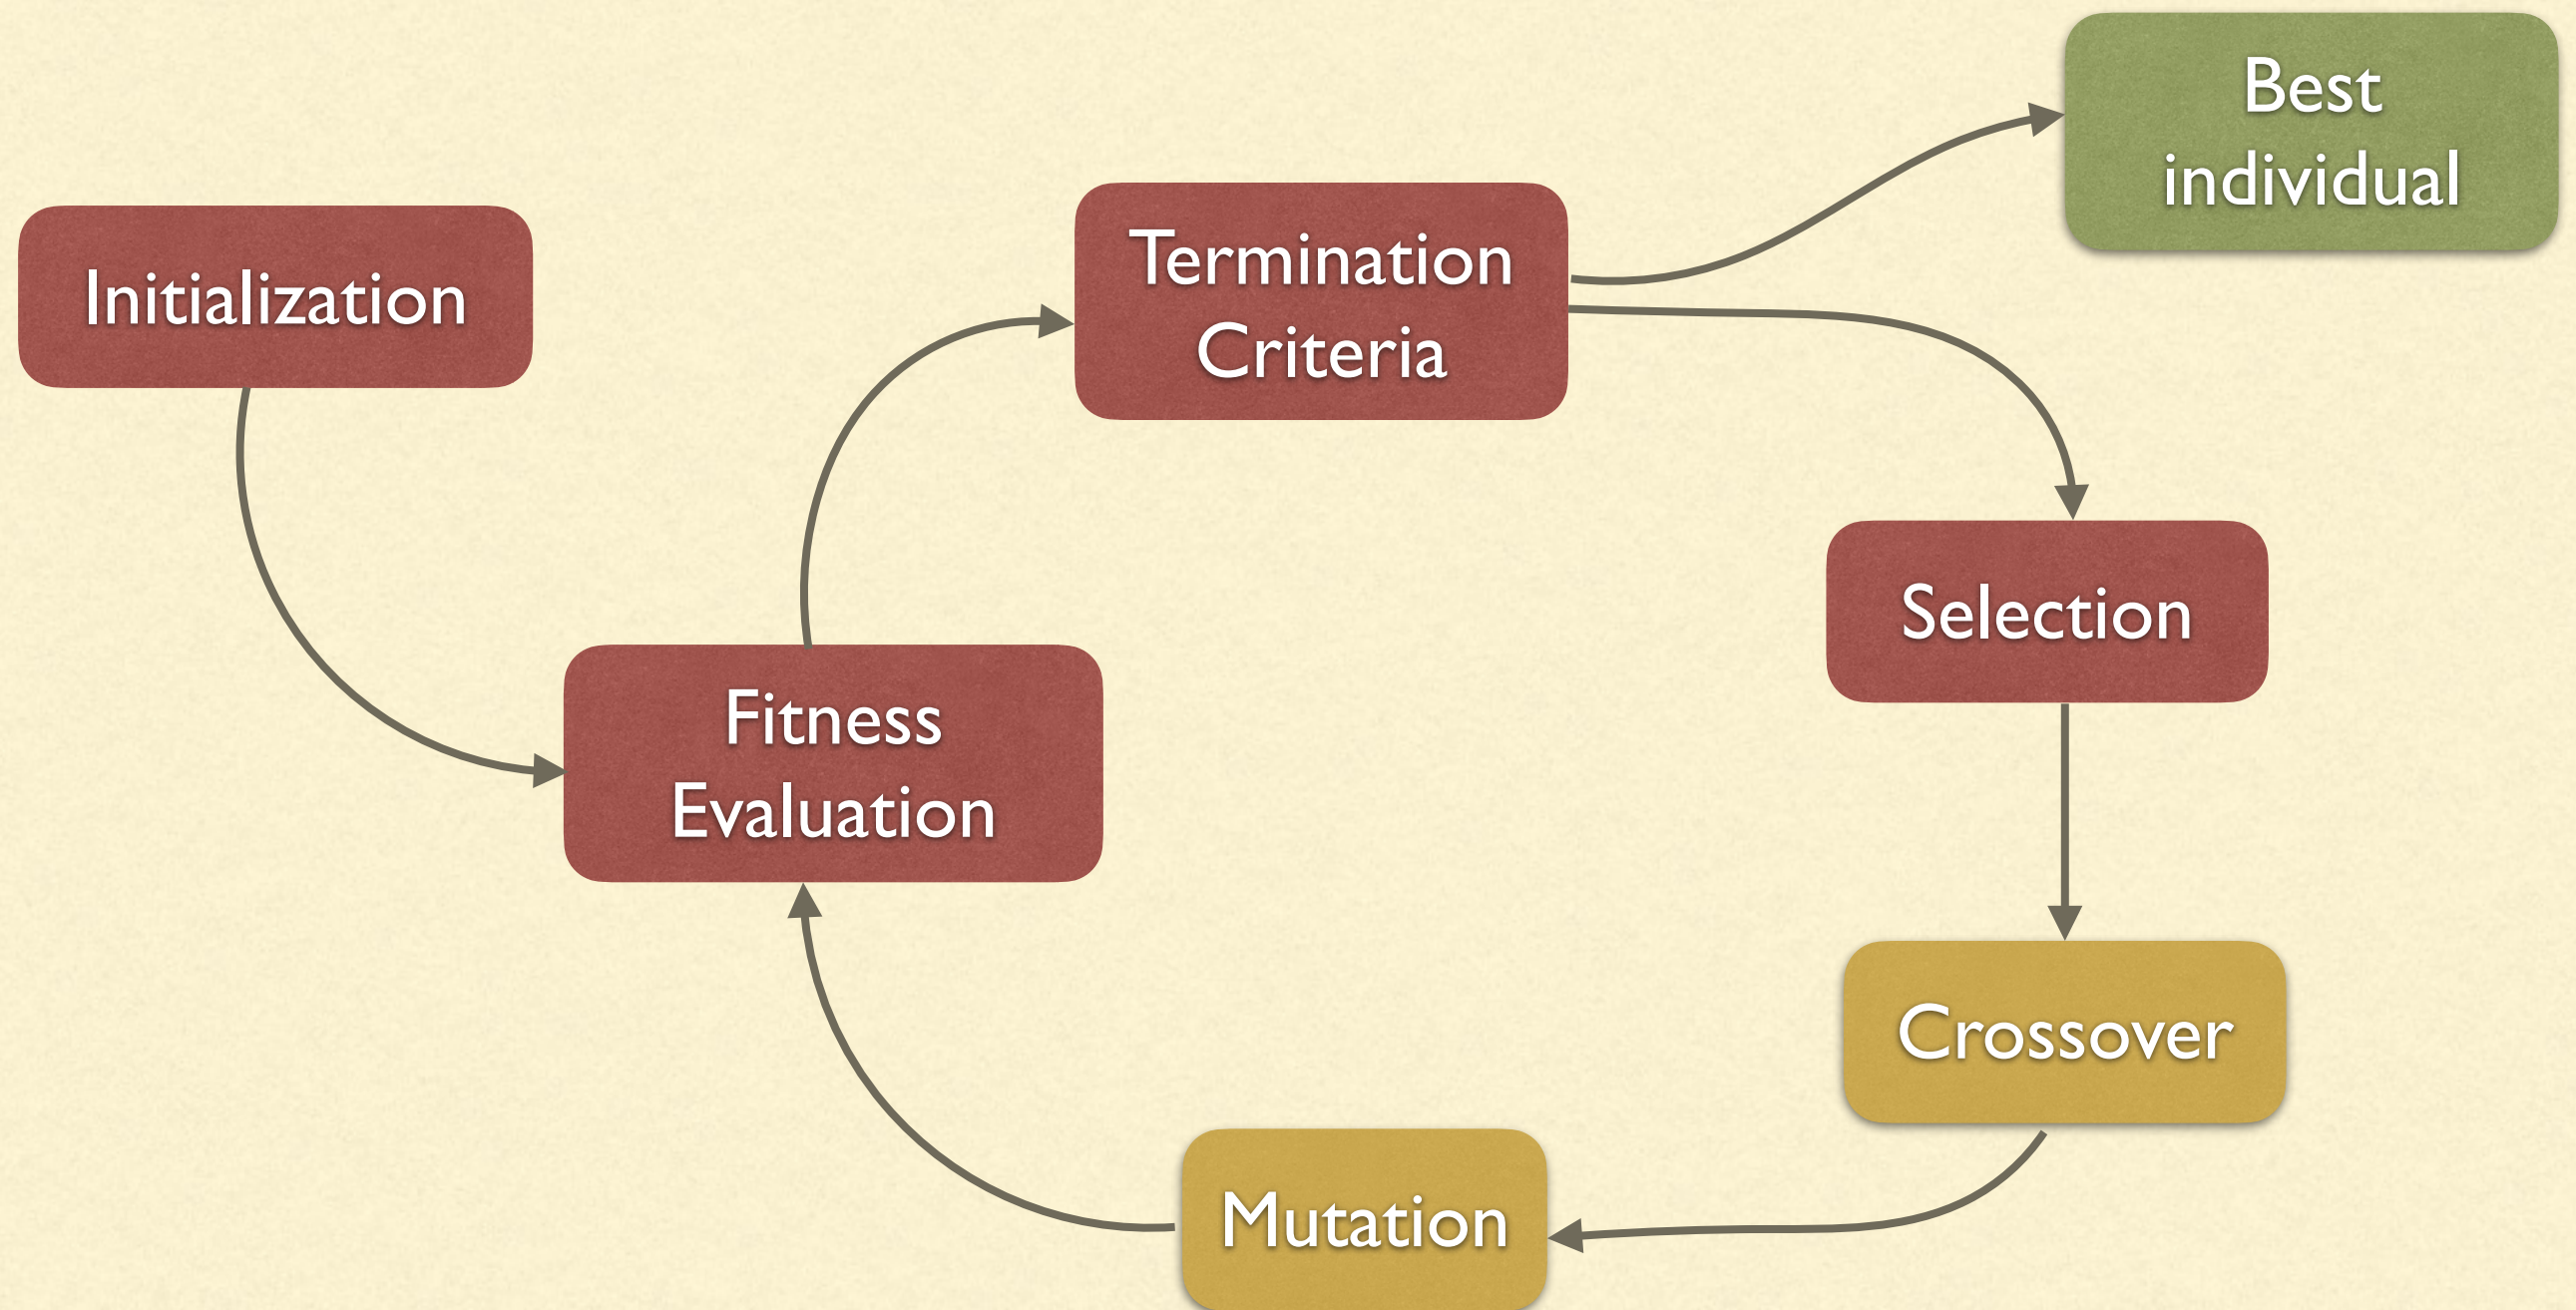 Initialization
Fitness
Evaluation
Termination
Criteria
Best
individual
Selection
Crossover
Mutation